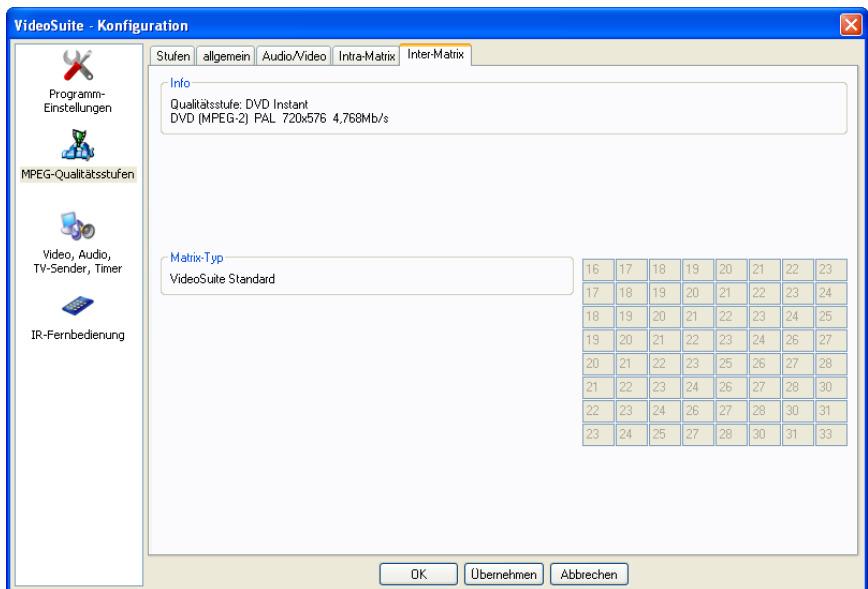 VideoSuite - Konfiguration
Programm-
Einstellungen
MPEG-Qualitätsstufen
Video, Audio,
TV-Sender, Timer
IR-Fernbedienung
Stufen allgemein Audio/Video Intra-Matrix Inter-Matrix
Info
Qualitätsstufe: DVD Instant
DVD (MPEG-2) PAL 720x576 4,768Mb/s
Matrix-Typ
VideoSuite Standard
16 17 18 19 20 21 22 23
17 18 19 20 21 22 23 24
18 19 20 21 22 23 24 25
19 20 21 22 23 24 26 27
20 21 22 23 25 26 27 28
21 22 23 24 26 27 28 30
22 23 24 26 27 28 30 31
23 24 25 27 28 30 31 33
OK Übernehmen Abbrechen